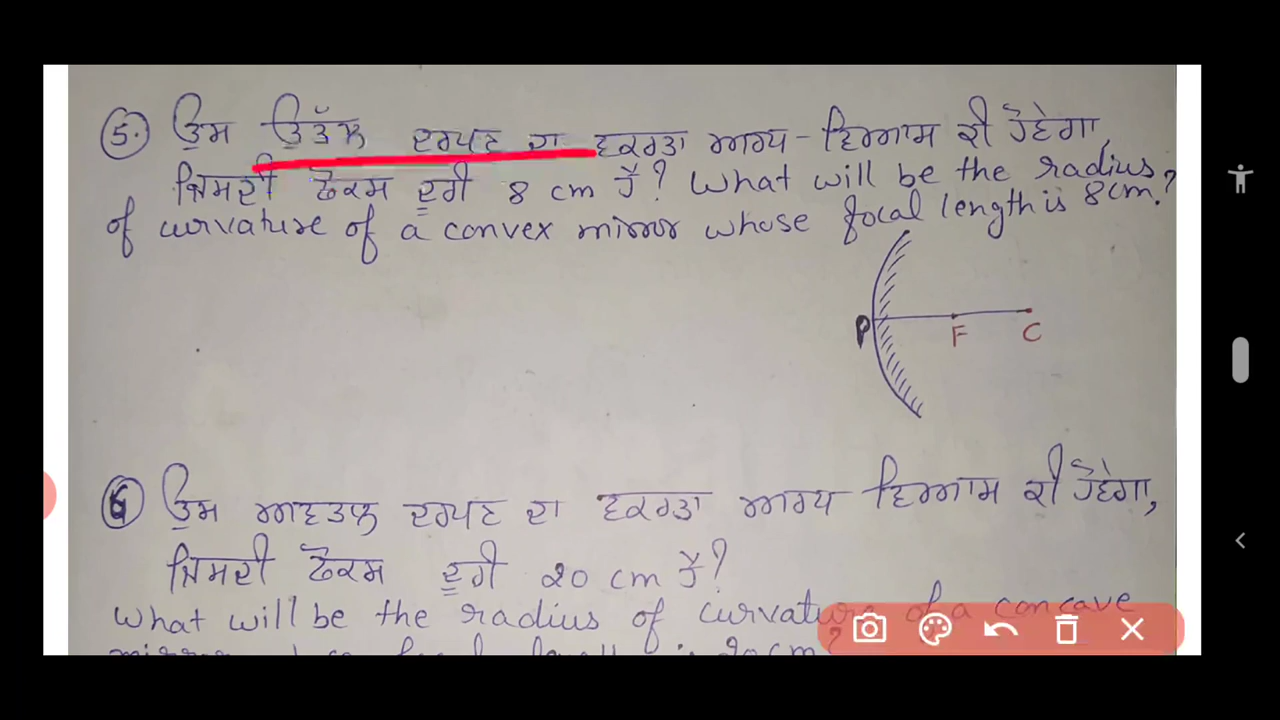 5. ਉਸ ਉੱਤਲ ਦਰਪਣ ਦਾ ਵਕਰਤਾ ਅਰਧ-ਵਿਆਸ ਕੀ ਹੋਵੇਗਾ,
ਜਿਸਦੀ ਫੋਕਸ ਦੂਰੀ 8 cm ਹੈ? What will be the radius
of curvature of a convex mirror whose focal length is 8cm?
P F C
6 ਉਸ ਅਵਤਲ ਦਰਪਣ ਦਾ ਵਕਰਤਾ ਅਰਧ ਵਿਆਸ ਕੀ ਹੋਵੇਗਾ,
ਜਿਸਦੀ ਫੋਕਸ ਦੂਰੀ 20 cm ਹੈ?
What will be the radius of curvature of a concave